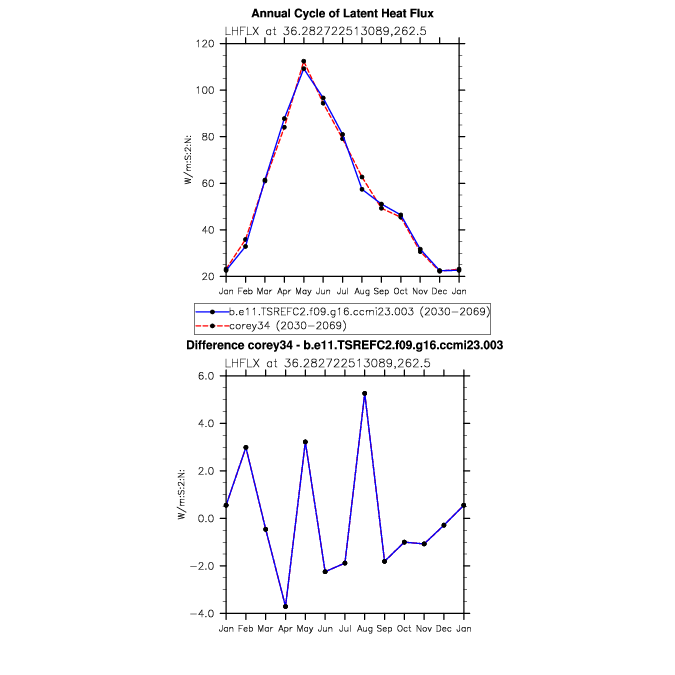 Annual Cycle of Latent Heat Flux
LHFLX at 36.282722513089,262.5
120
100
80
60
40
20
W/m:S:2:N:
Jan Feb Mar Apr May Jun Jul Aug Sep Oct Nov Dec Jan
b.e11.TSREFC2.f09.g16.ccmi23.003 (2030-2069)
corey34 (2030-2069)
Difference corey34 - b.e11.TSREFC2.f09.g16.ccmi23.003
LHFLX at 36.282722513089,262.5
6.0
4.0
2.0
0.0
-2.0
-4.0
W/m:S:2:N:
Jan Feb Mar Apr May Jun Jul Aug Sep Oct Nov Dec Jan